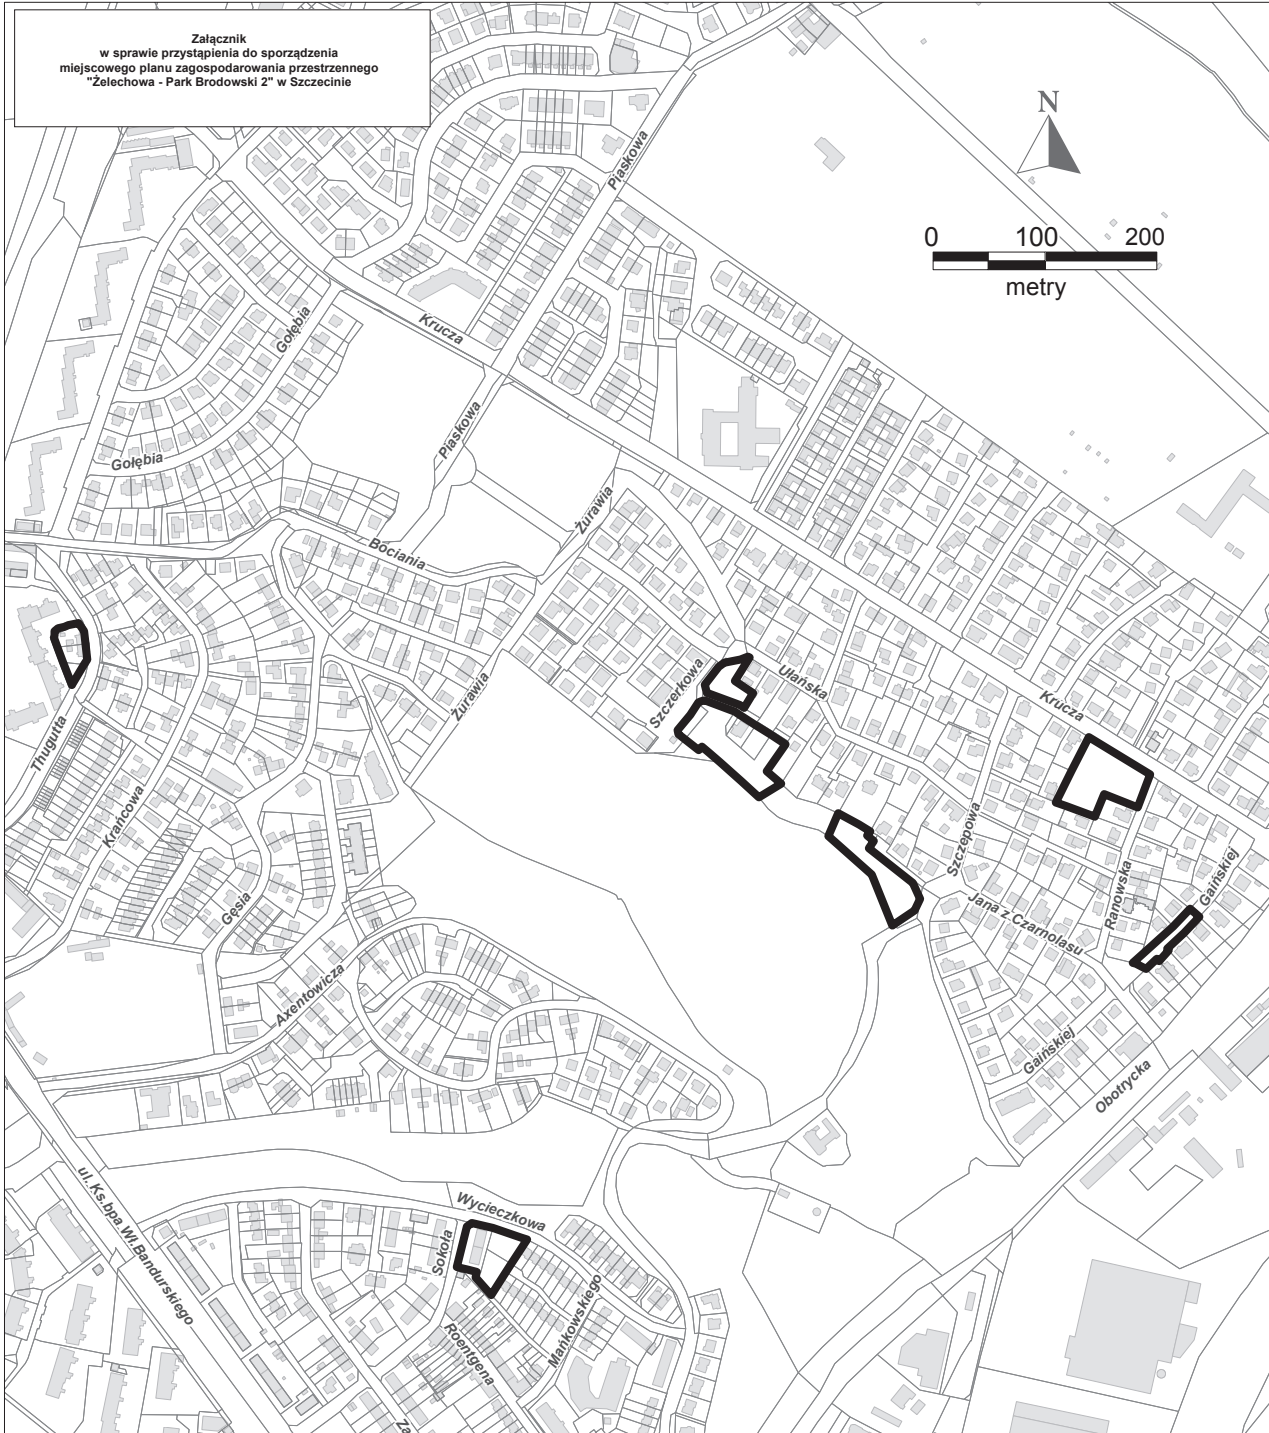 Załącznik
w sprawie przystąpienia do sporządzenia
miejscowego planu zagospodarowania przestrzennego
"Żelechowa - Park Brodowski 2" w Szczecinie
N
0 100 200
metry
Piaskowa
Gołębia
Krucza
Piaskowa
Gołębia
Żurawia
Bociania
Szczerkowa
Ułańska
Żurawia
Krucza
Thugutta
Krańcowa
Szczepowa
Gęsia
Ranowska
Gaińskiej
Jana z Czarnolasu
Axentowicza
Gaińskiej
Obotrycka
ul. Ks.bpa Wł.Bandurskiego
Wycieczkowa
Sokoła
Roentgena
Mańkowskiego
Za